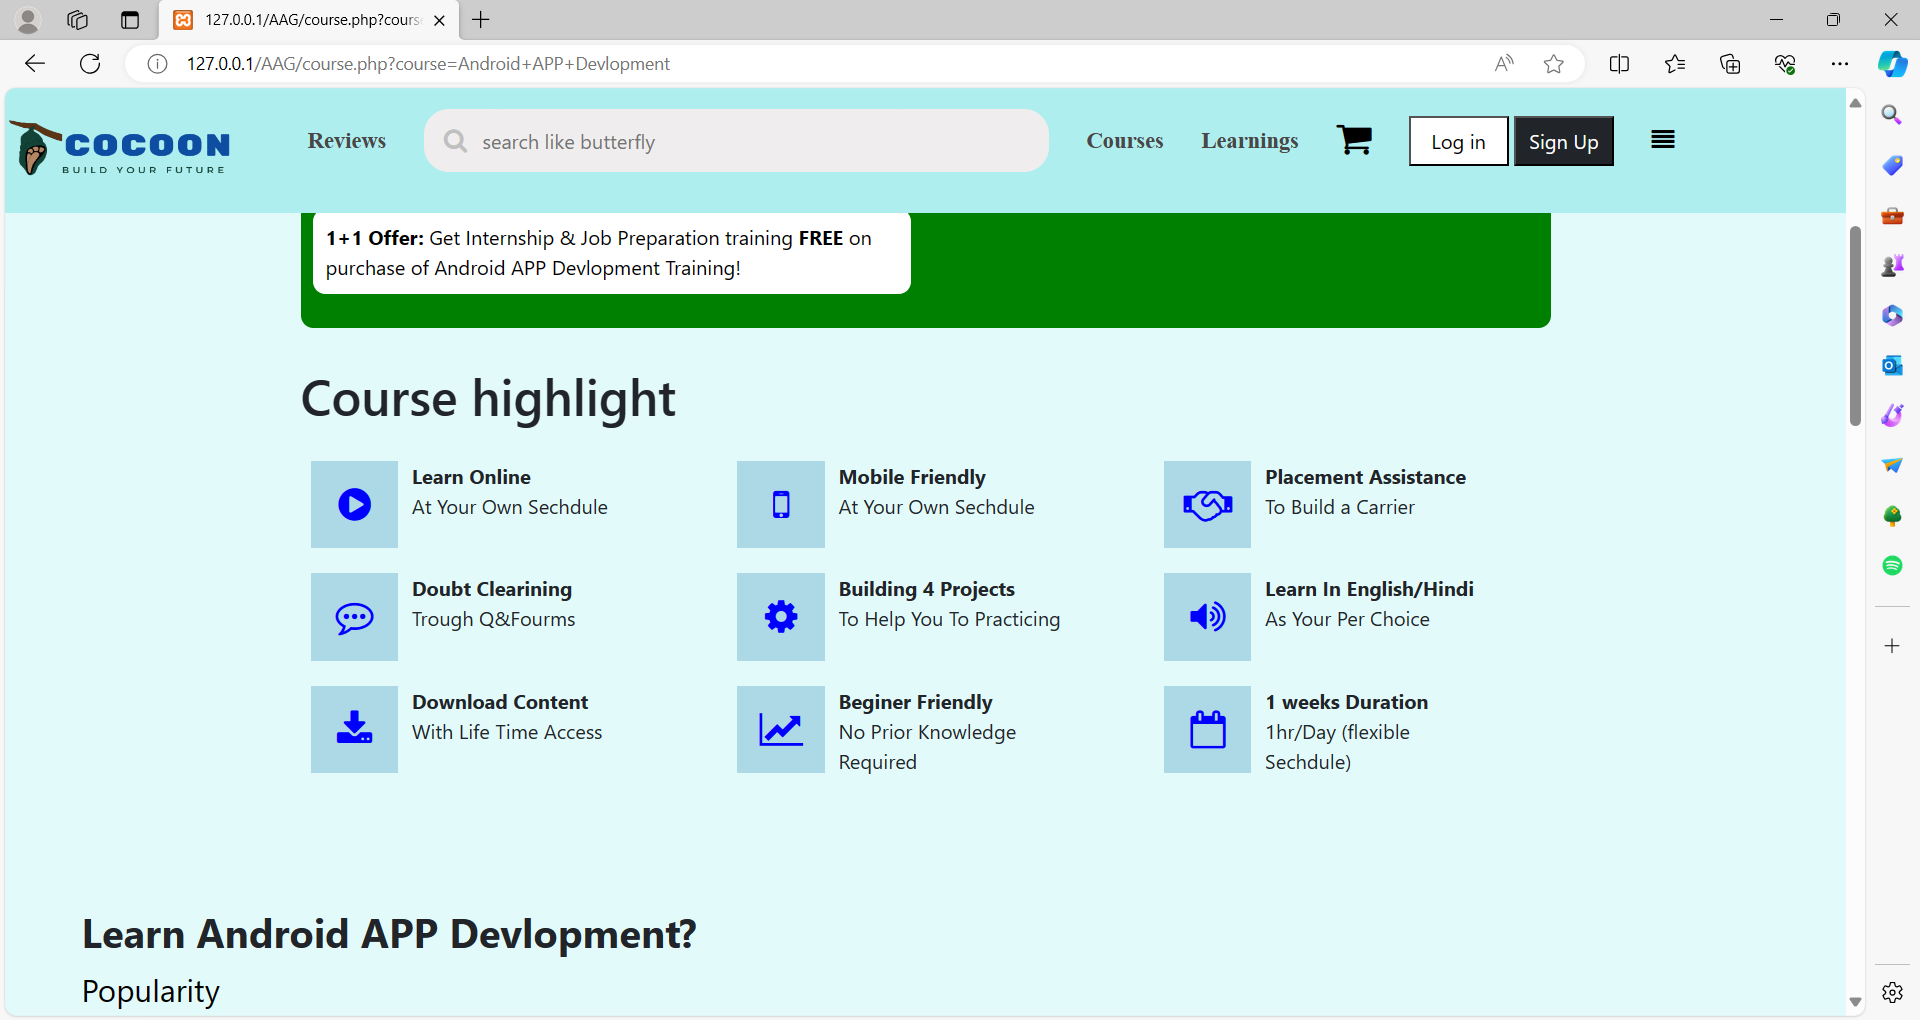 127.0.0.1/AAG/course.php?cours
127.0.0.1/AAG/course.php?course=Android+APP+Devlopment
COCOON
BUILD YOUR FUTURE
Reviews
search like butterfly
Courses
Learnings
Log in
Sign Up
1+1 Offer: Get Internship & Job Preparation training FREE on
purchase of Android APP Devlopment Training!
Course highlight
Learn Online
At Your Own Sechdule
Mobile Friendly
At Your Own Sechdule
Placement Assistance
To Build a Carrier
Doubt Clearining
Trough Q&Fourms
Building 4 Projects
To Help You To Practicing
Learn In English/Hindi
As Your Per Choice
Download Content
With Life Time Access
Beginer Friendly
No Prior Knowledge
Required
1 weeks Duration
1hr/Day (flexible
Sechdule)
Learn Android APP Devlopment?
Popularity